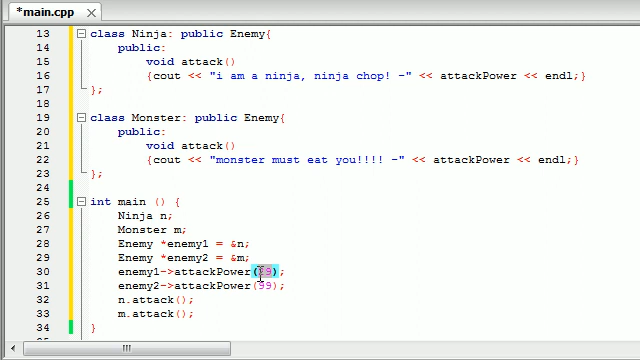 *main.cpp
13 class Ninja: public Enemy{
14 public:
15 void attack()
16 {cout << "i am a ninja, ninja chop! -" << attackPower << endl;}
17 };
18
19 class Monster: public Enemy{
20 public:
21 void attack()
22 {cout << "monster must eat you!!!! -" << attackPower << endl;}
23 };
24
25 int main () {
26 Ninja n;
27 Monster m;
28 Enemy *enemy1 = &n;
29 Enemy *enemy2 = &m;
30 enemy1->attackPower(29);
31 enemy2->attackPower(99);
32 n.attack();
33 m.attack();
34 }